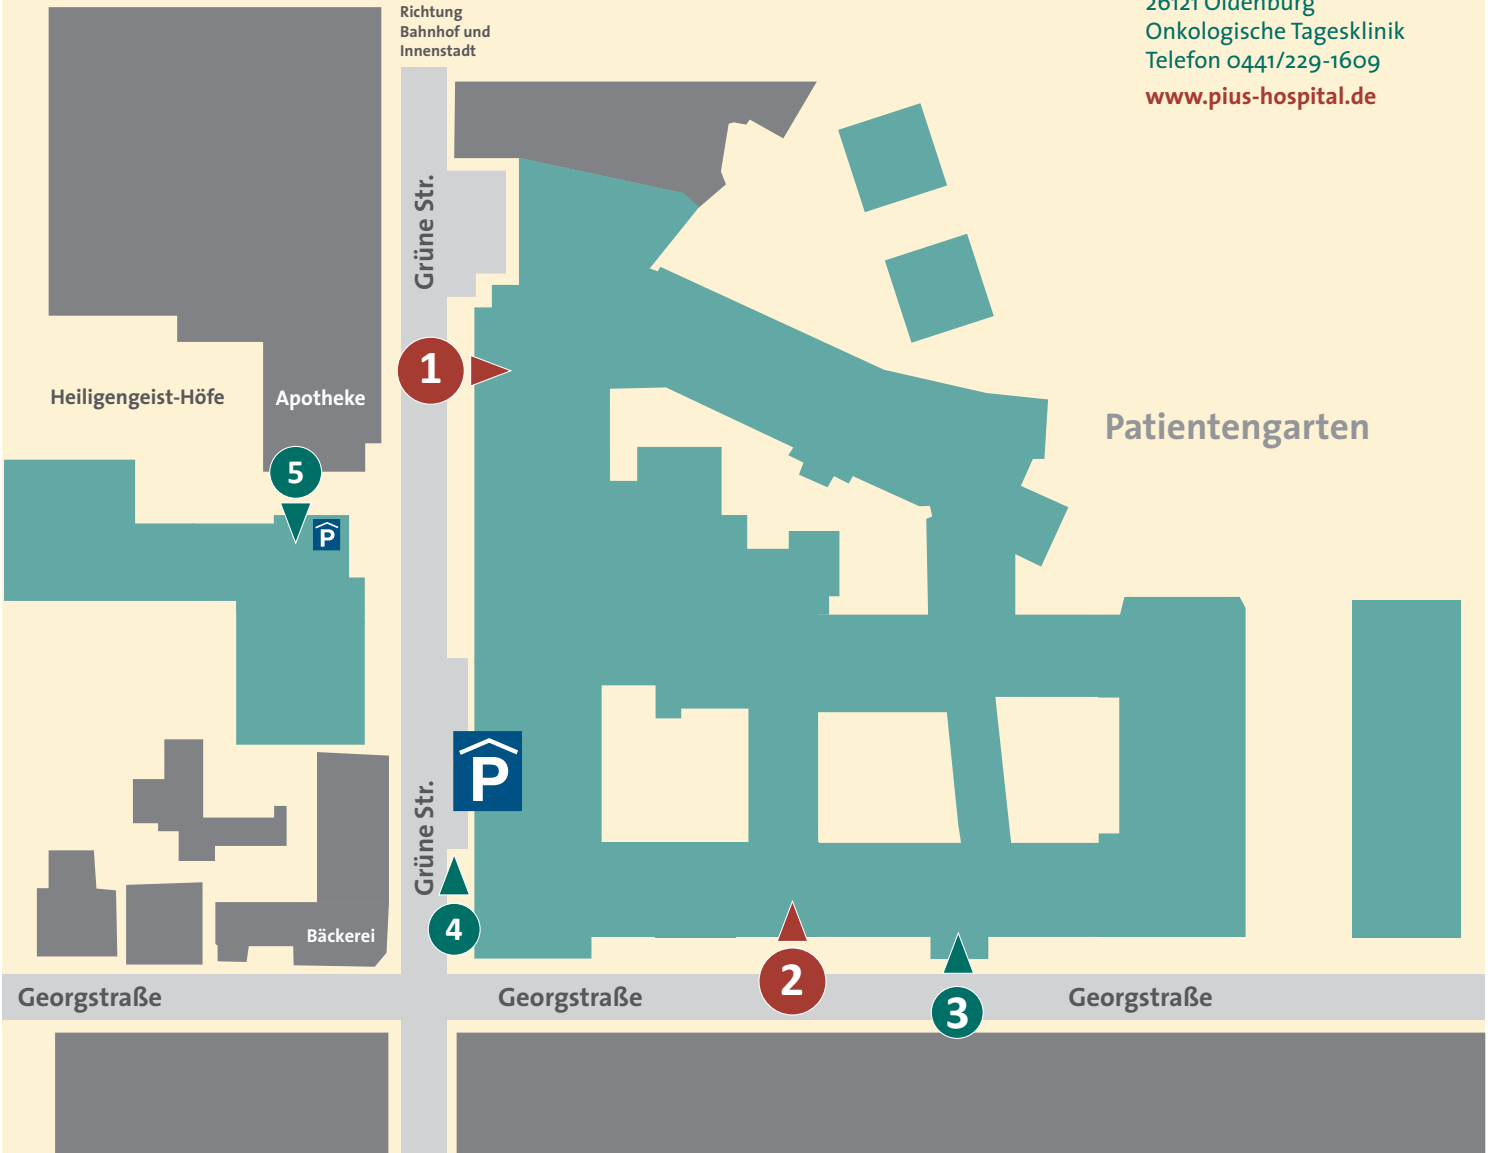 Richtung
Bahnhof und
Innenstadt
26121 Oldenburg
Onkologische Tagesklinik
Telefon 0441/229-1609
www.pius-hospital.de
Grüne Str.
1
Heiligengeist-Höfe
Apotheke
Patientengarten
5
P
P
Grüne Str.
4
Bäckerei
2
Georgstraße
Georgstraße
Georgstraße
3